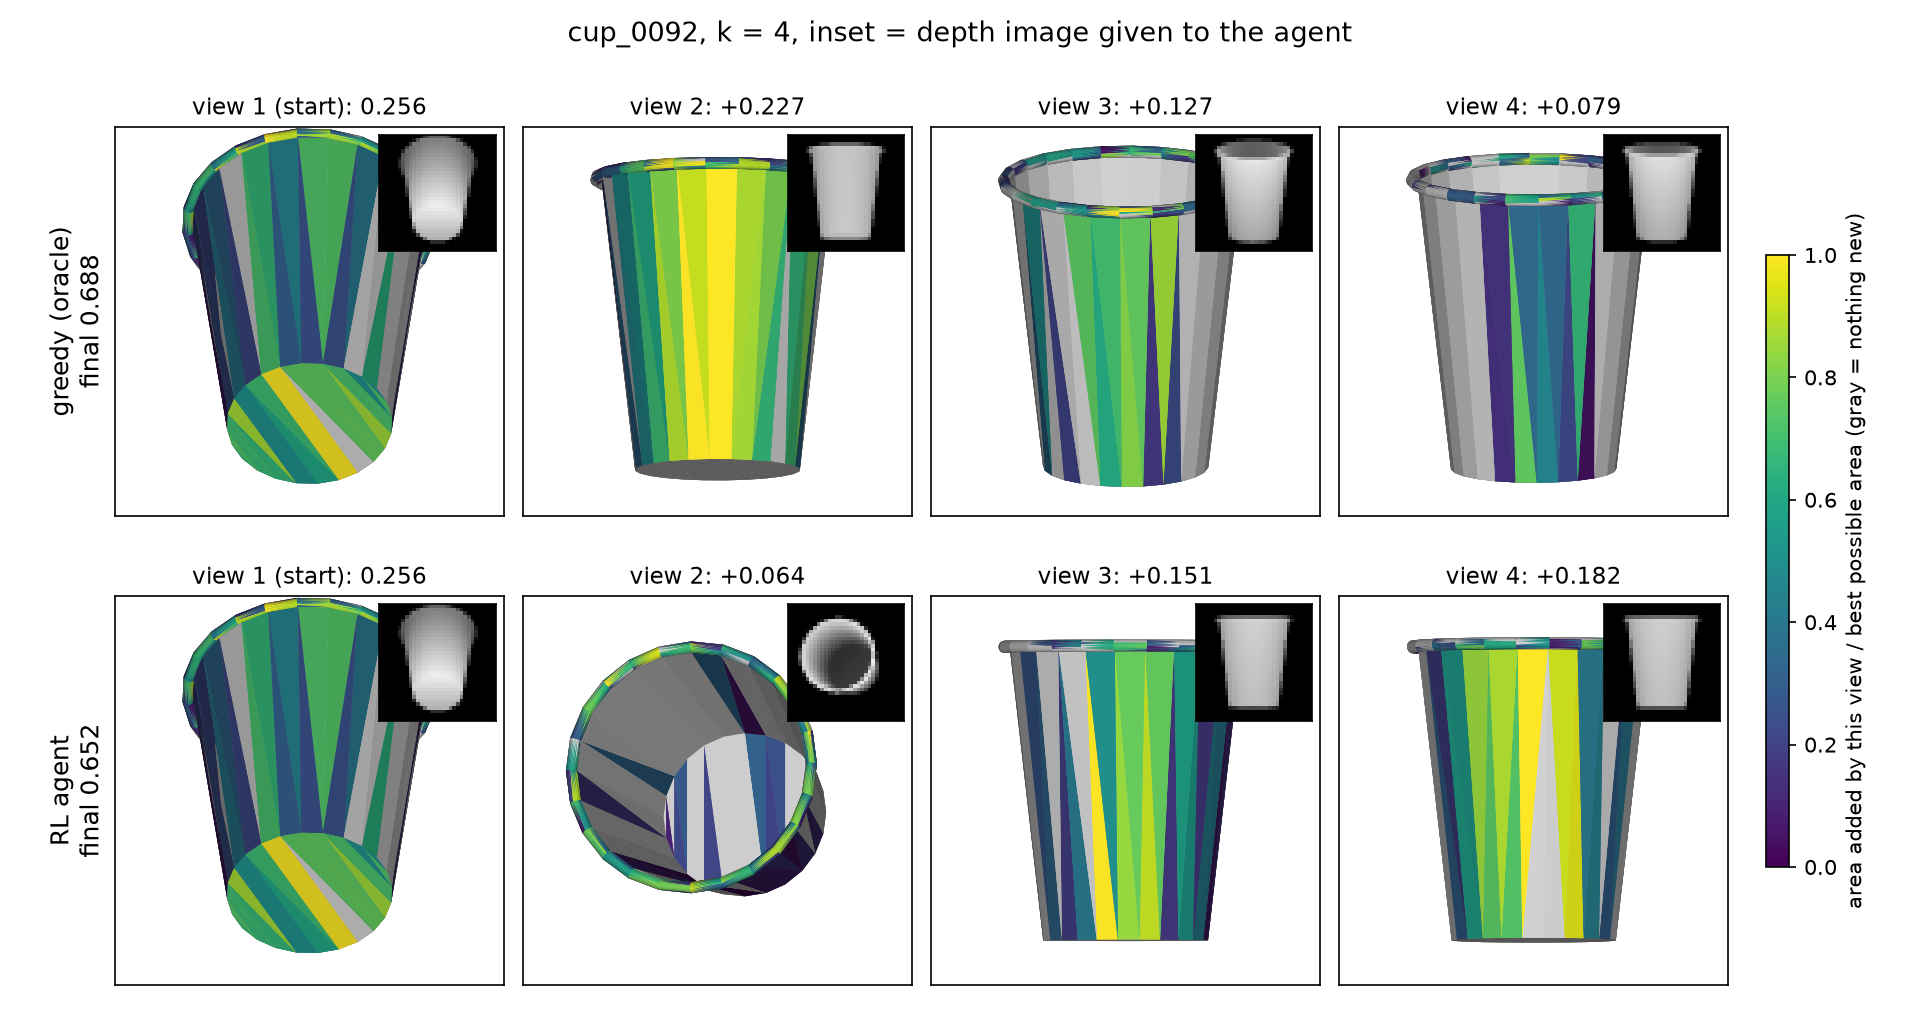 cup_0092, k = 4, inset = depth image given to the agent
view 1 (start): 0.256
view 2: +0.227
view 3: +0.127
view 4: +0.079
greedy (oracle)
final 0.688
view 1 (start): 0.256
view 2: +0.064
view 3: +0.151
view 4: +0.182
RL agent
final 0.652
1.0
0.8
0.6
0.4
0.2
0.0
area added by this view / best possible area (gray = nothing new)